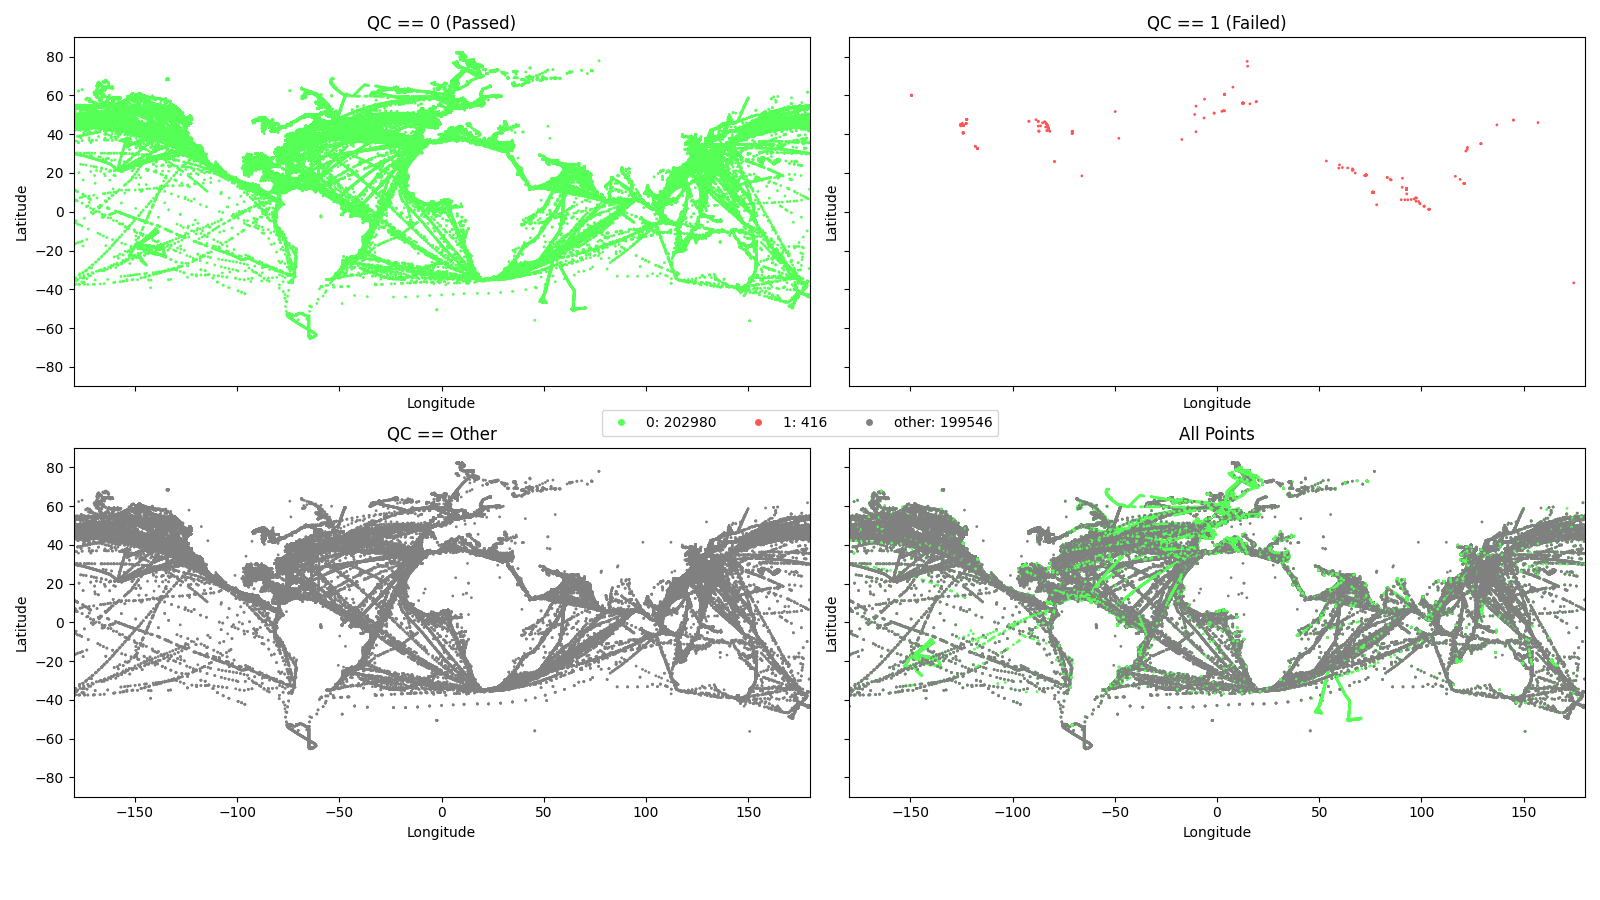 QC == 0 (Passed)
QC == 1 (Failed)
80
60
40
20
0
−20
−40
−60
−80
Latitude
Latitude
Longitude
Longitude
0: 202980
1: 416
other: 199546
QC == Other
All Points
80
60
40
20
0
−20
−40
−60
−80
Latitude
Latitude
−150
−100
−50
0
50
100
150
−150
−100
−50
0
50
100
150
Longitude
Longitude